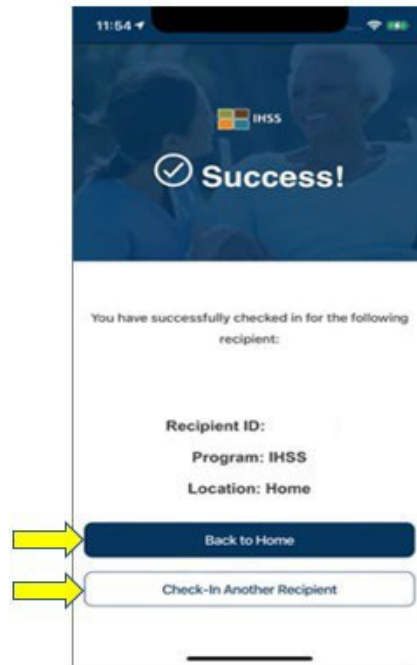 11:54
IHSS
Success!
You have successfully checked in for the following
recipient:
Recipient ID:
Program: IHSS
Location: Home
Back to Home
Check-In Another Recipient